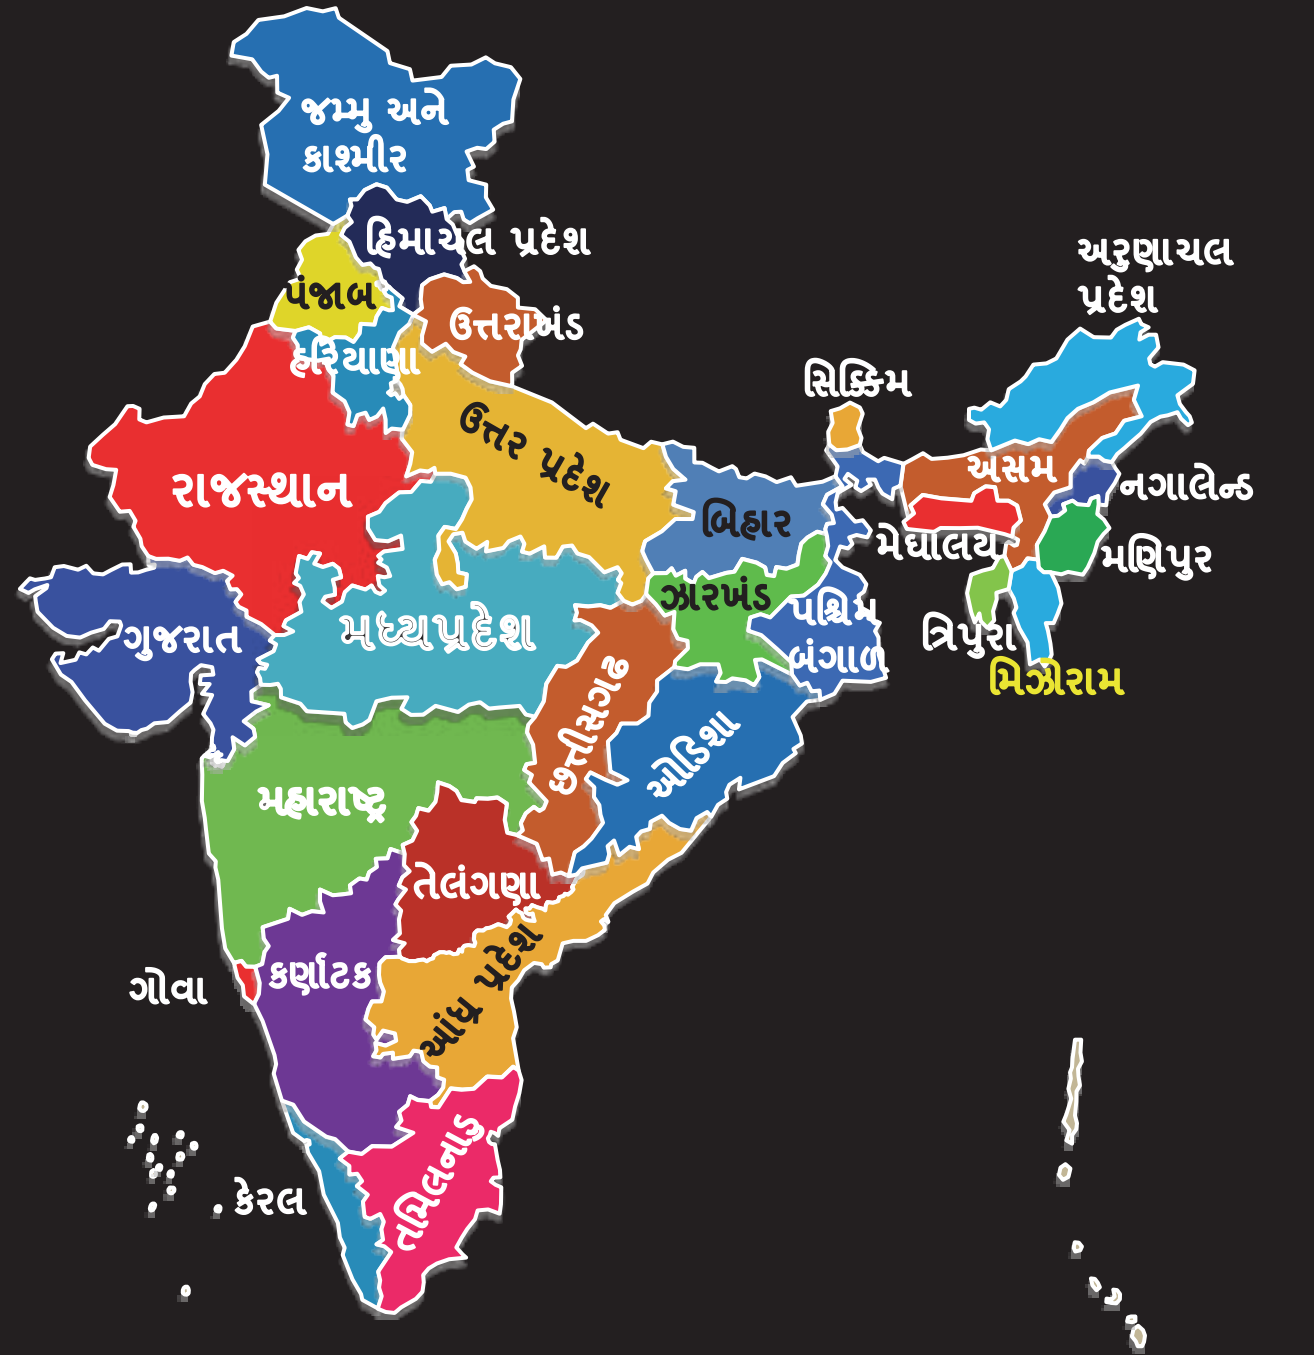 જમ્મુ અને
કાશ્મીર
હિમાચલ પ્રદેશ
પંજાબ
ઉત્તરાખંડ
હરિયાણા
અરુણાચલ
પ્રદેશ
સિક્કિમ
ઉત્તર પ્રદેશ
રાજસ્થાન
અસમ
નગાલેન્ડ
બિહાર
મેઘાલય
મણિપુર
ઝારખંડ
પશ્ચિમ
બંગાળ
ત્રિપુરા
મિઝોરામ
ગુજરાત
મધ્યપ્રદેશ
છત્તીસગઢ
ઓડિશા
મહારાષ્ટ્ર
તેલંગણા
આંધ્ર પ્રદેશ
કર્ણાટક
ગોવા
તમિલનાડુ
કેરલ